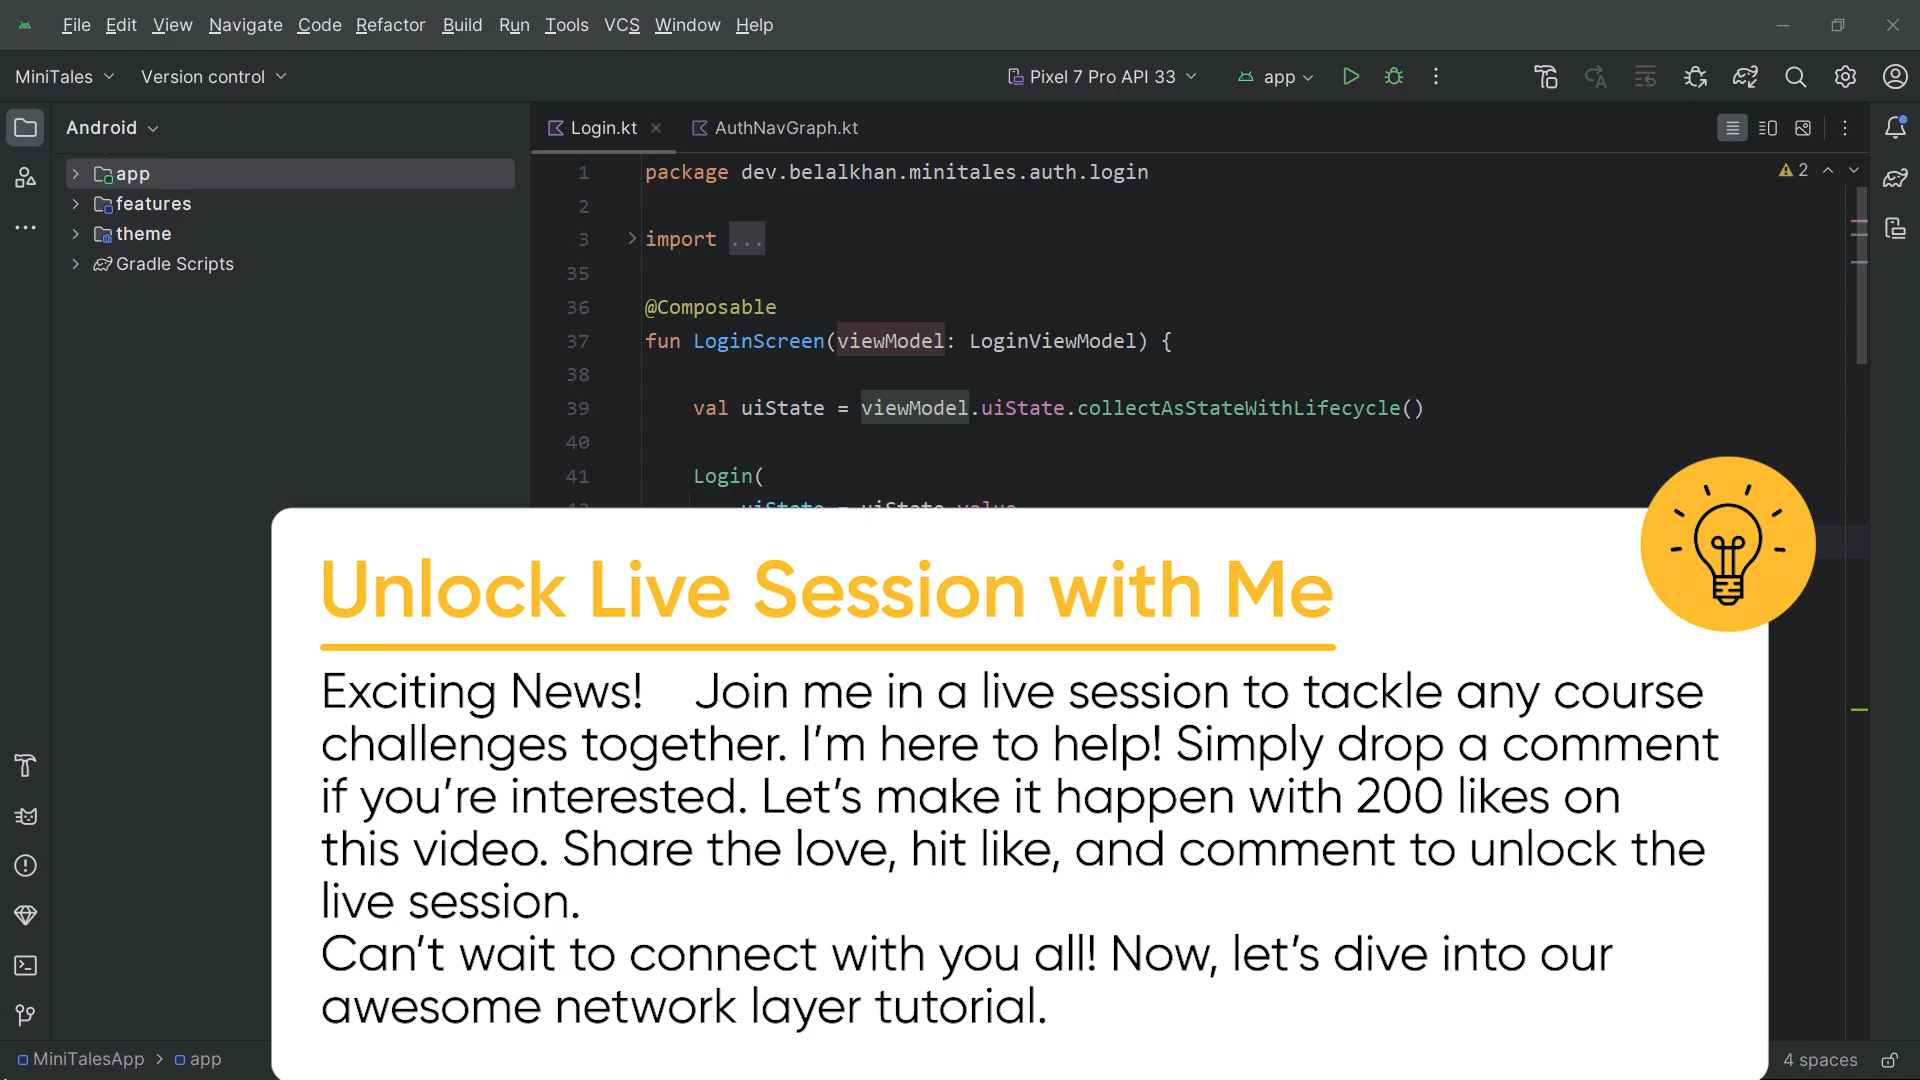 File Edit View Navigate Code Refactor Build Run Tools VCS Window Help
MiniTales Version control Pixel 7 Pro API 33 app
Android Login.kt AuthNavGraph.kt
app
features
theme
Gradle Scripts
1 package dev.belalkhan.minitales.auth.login
2
3 import ...
35
36 @Composable
37 fun LoginScreen(viewModel: LoginViewModel) {
38
39 val uiState = viewModel.uiState.collectAsStateWithLifecycle()
40
41 Login(
42 uiState = uiState.value
2
Unlock Live Session with Me
Exciting News! Join me in a live session to tackle any course
challenges together. I'm here to help! Simply drop a comment
if you're interested. Let's make it happen with 200 likes on
this video. Share the love, hit like, and comment to unlock the
live session.
Can't wait to connect with you all! Now, let's dive into our
awesome network layer tutorial.
MiniTalesApp > app 4 spaces